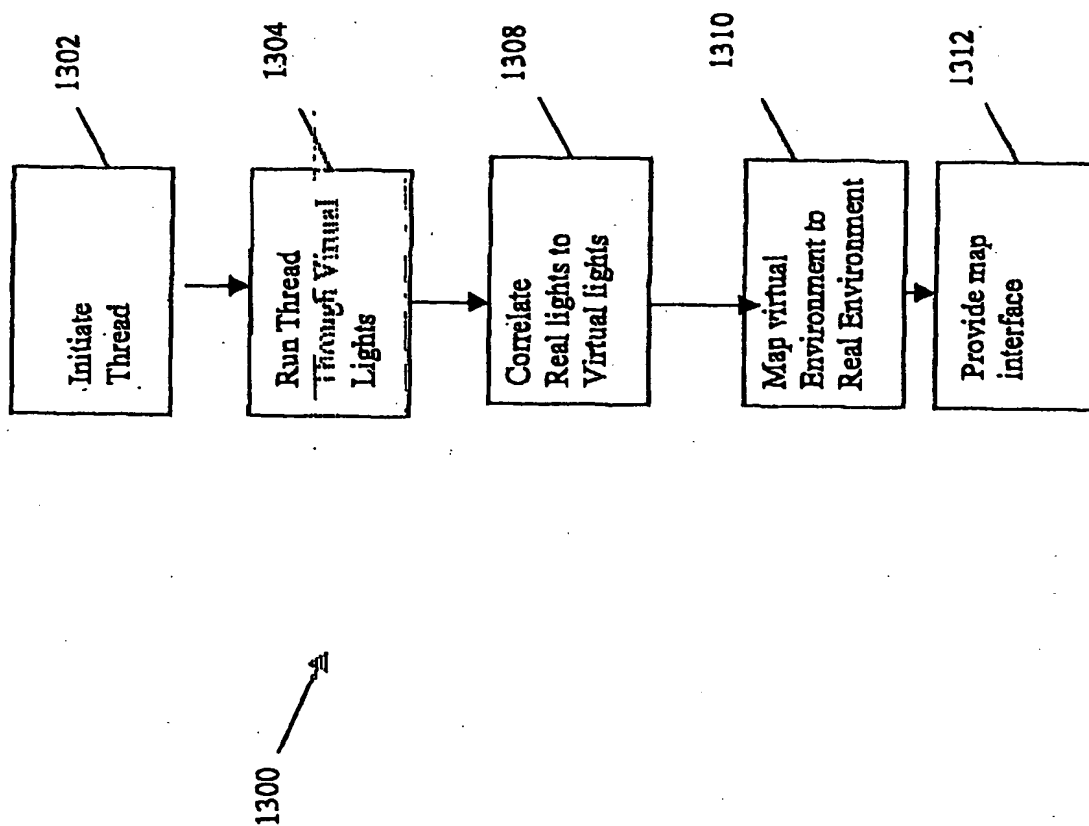 1300
1302
Initiate
Thread
1304
Run Thread
Through Virtual
Lights
1308
Correlate
Real lights to
Virtual lights
1310
Map virtual
Environment to
Real Environment
1312
Provide map
interface